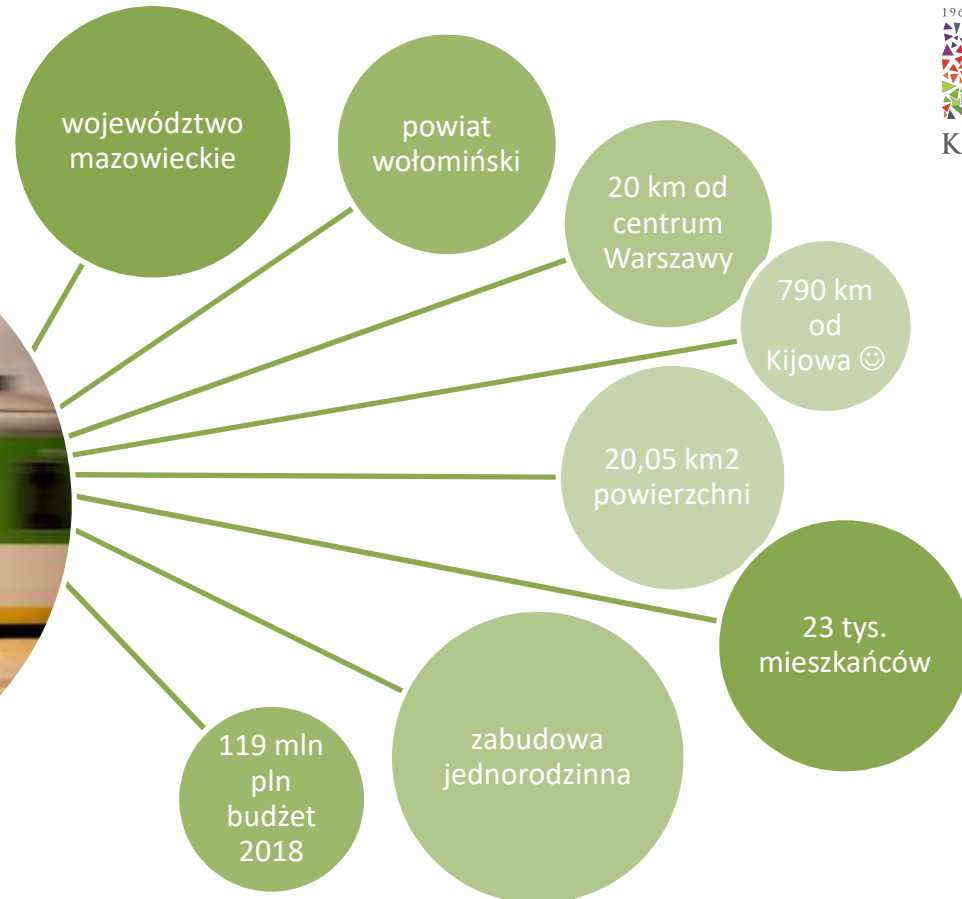 196
K
województwo
mazowieckie
powiat
wołomiński
20 km od
centrum
Warszawy
790 km
od
Kijowa ☺
20,05 km2
powierzchni
23 tys.
mieszkańców
zabudowa
jednorodzinna
119 mln
pln
budżet
2018